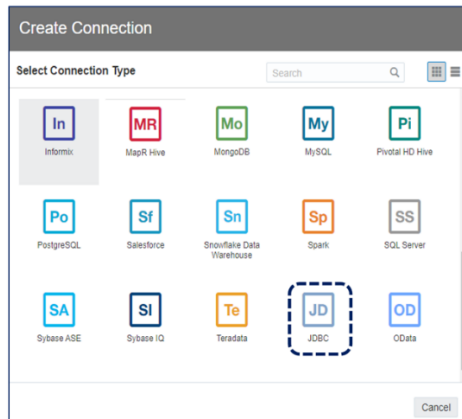 Create Connection
Select Connection Type
Search
In
MR
Mo
My
Pi
Informix
MapR Hive
MongoDB
MySQL
Pivotal HD Hive
Po
Sf
Sn
Sp
SS
PostgreSQL
Salesforce
Snowflake Data
Warehouse
Spark
SQL Server
SA
SI
Te
JD
OD
Sybase ASE
Sybase IQ
Teradata
JDBC
OData
Cancel